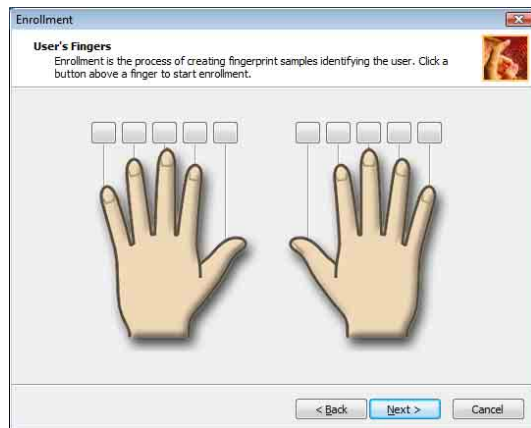 Enrollment
User's Fingers
Enrollment is the process of creating fingerprint samples identifying the user. Click a
button above a finger to start enrollment.
< Back
Next >
Cancel